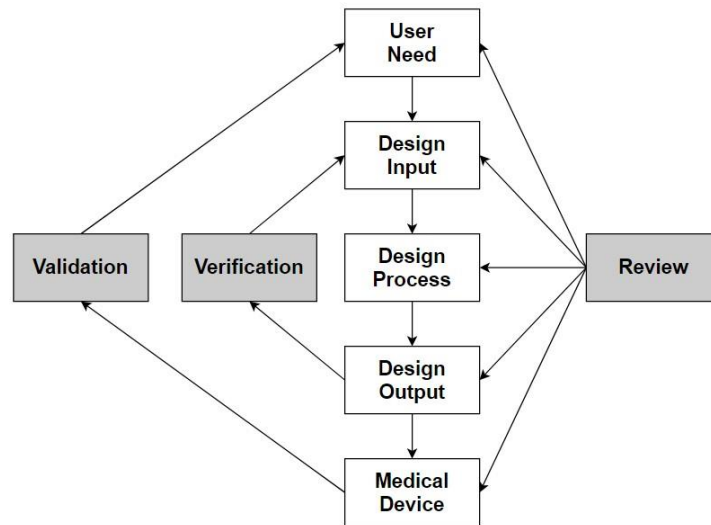 User
Need
Design
Input
Validation
Verification
Design
Process
Review
Design
Output
Medical
Device